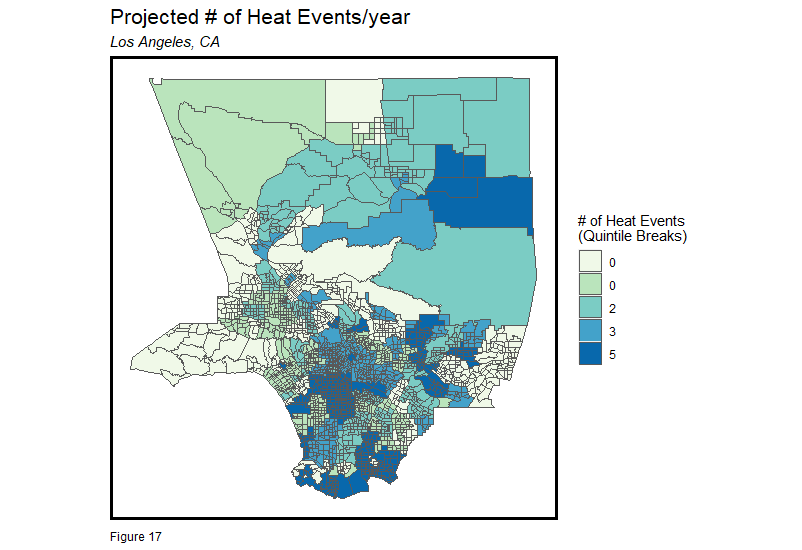 Projected # of Heat Events/year
Los Angeles, CA
# of Heat Events
(Quintile Breaks)
0
0
2
3
5
Figure 17